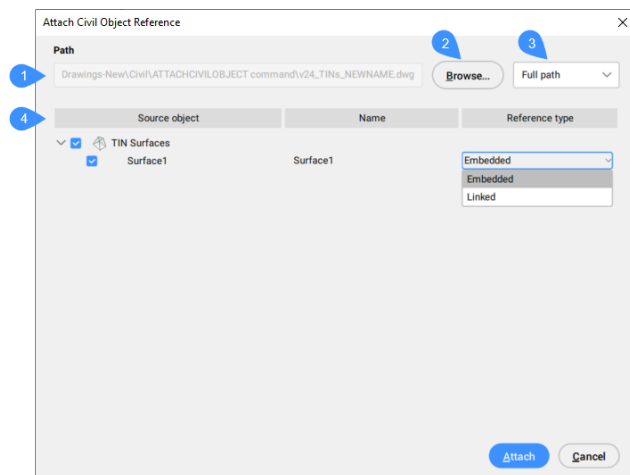 Attach Civil Object Reference
Path
1
Drawings-New\Civil\ATTACHCIVILOBJECT command\v24_TINs_NEWNAME.dwg
2
Browse...
3
Full path
4
Source object Name Reference type
TIN Surfaces
Surface1 Surface1 Embedded
Embedded
Linked
Attach Cancel